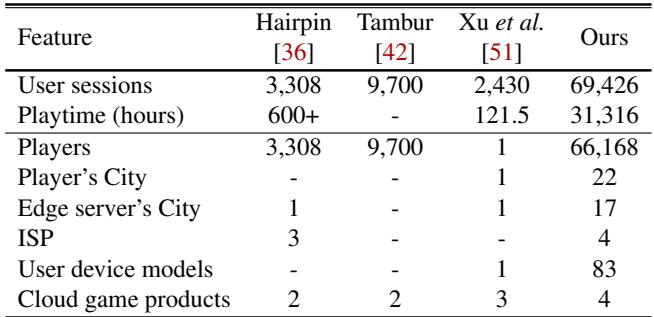 Feature Hairpin [36] Tambur [42] Xu et al. [51] Ours
User sessions 3,308 9,700 2,430 69,426
Playtime (hours) 600+ - 121.5 31,316
Players 3,308 9,700 1 66,168
Player's City - - 1 22
Edge server's City 1 - 1 17
ISP 3 - - 4
User device models - - 1 83
Cloud game products 2 2 3 4